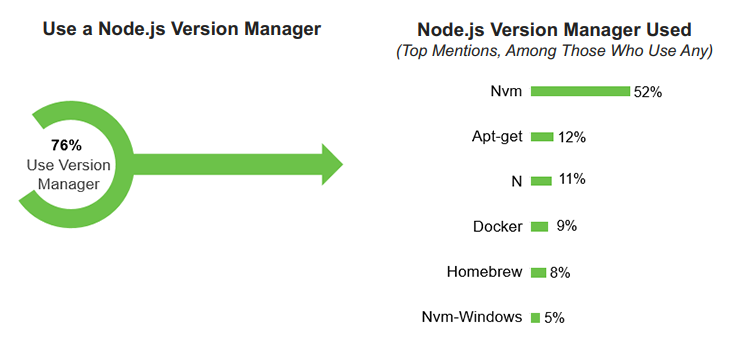 Use a Node.js Version Manager
76%
Use Version
Manager
Node.js Version Manager Used
(Top Mentions, Among Those Who Use Any)
Nvm 52%
Apt-get 12%
N 11%
Docker 9%
Homebrew 8%
Nvm-Windows 5%